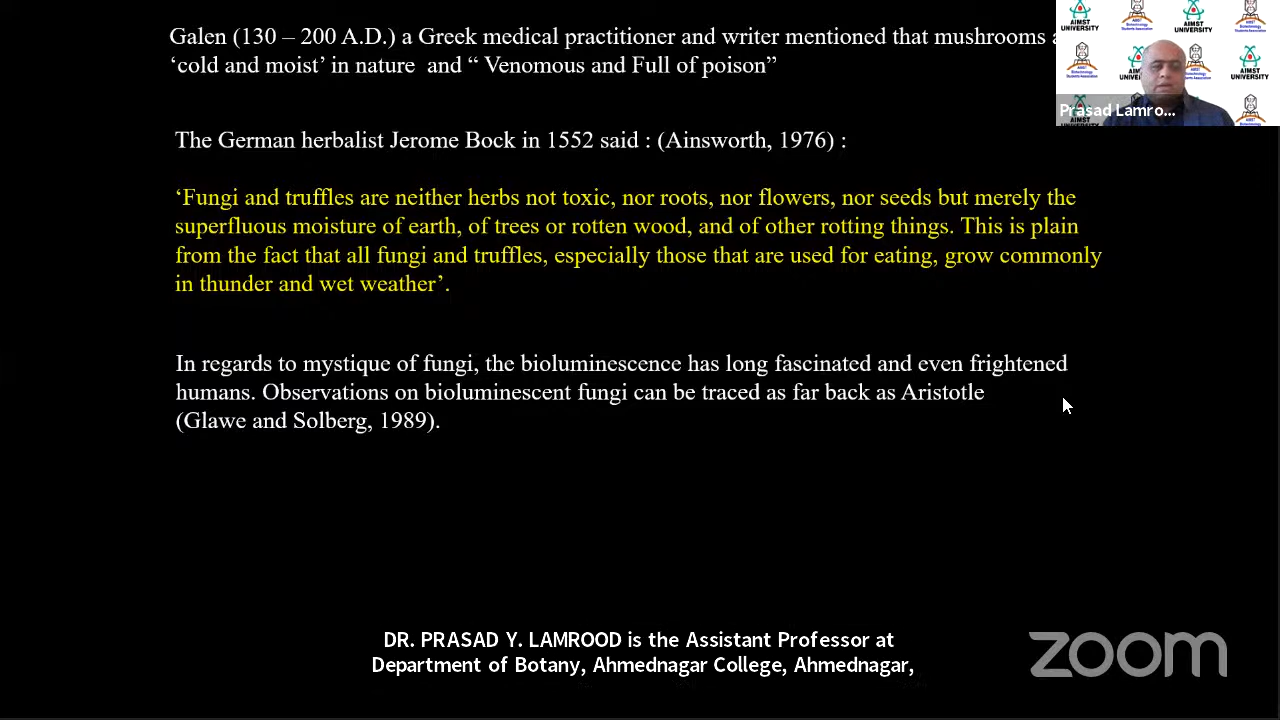 Galen (130 – 200 A.D.) a Greek medical practitioner and writer mentioned that mushrooms
‘cold and moist’ in nature and “ Venomous and Full of poison”
The German herbalist Jerome Bock in 1552 said : (Ainsworth, 1976) :
‘Fungi and truffles are neither herbs not toxic, nor roots, nor flowers, nor seeds but merely the
superfluous moisture of earth, of trees or rotten wood, and of other rotting things. This is plain
from the fact that all fungi and truffles, especially those that are used for eating, grow commonly
in thunder and wet weather’.
In regards to mystique of fungi, the bioluminescence has long fascinated and even frightened
humans. Observations on bioluminescent fungi can be traced as far back as Aristotle
(Glawe and Solberg, 1989).
AIMST
UNIVERSITY
AIMST
UNIVERSITY
AIMST
UNIVERSITY
Prasad Lamro...
DR. PRASAD Y. LAMROOD is the Assistant Professor at
Department of Botany, Ahmednagar College, Ahmednagar,
zoom